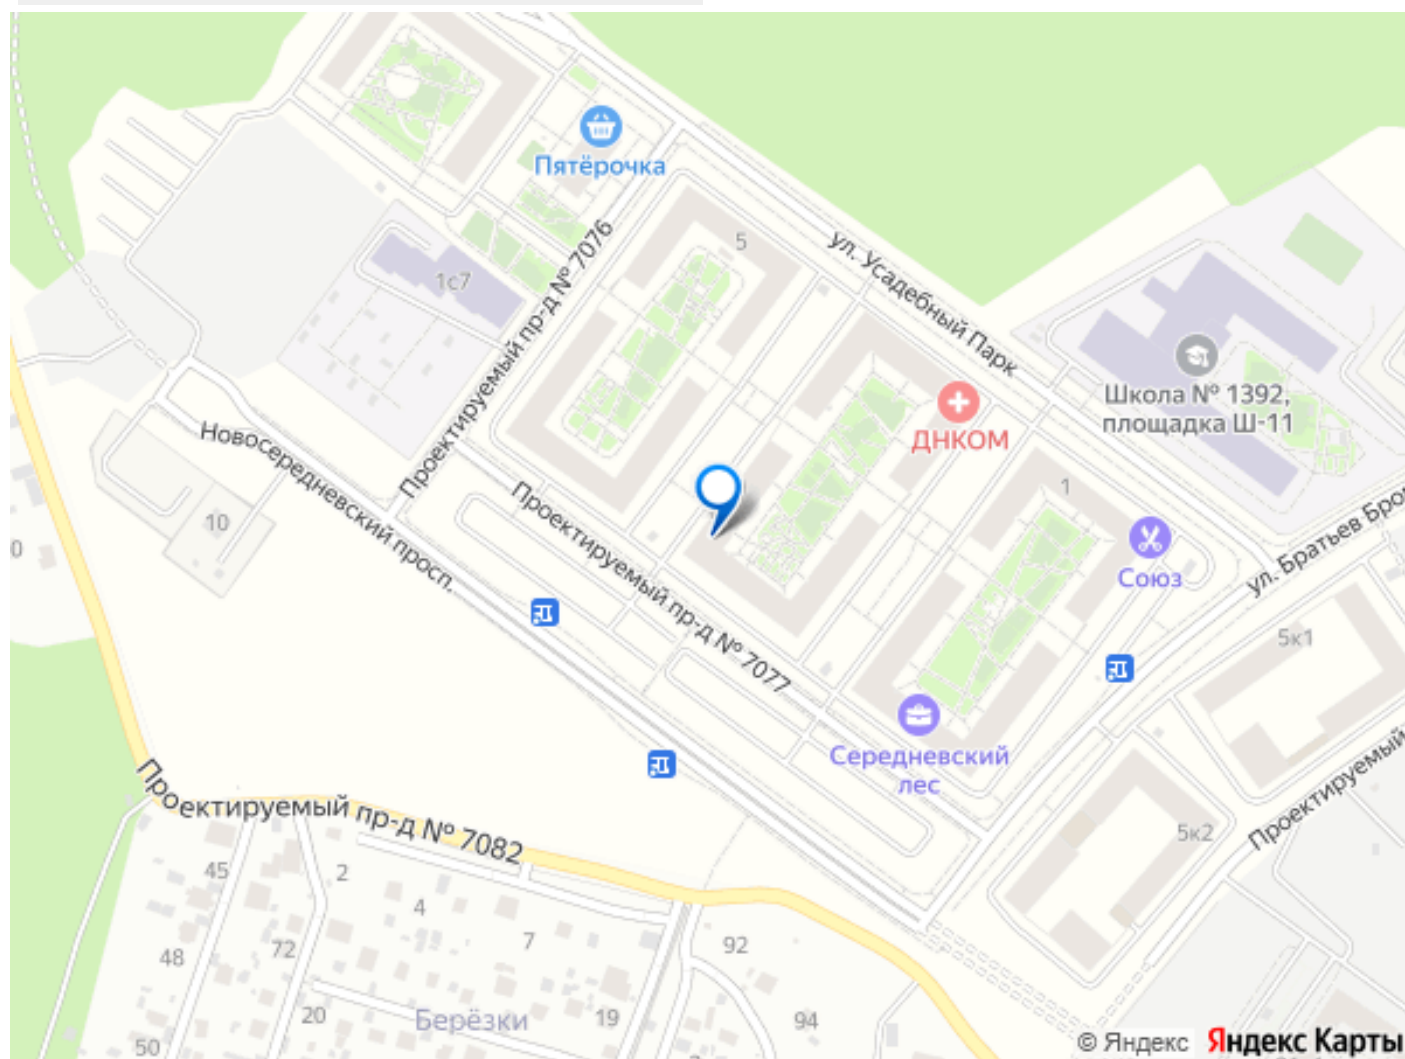 Пятёрочка
5
1с7
Проектируемый пр-д № 7076
ул. Усадебный Парк
Школа № 1392,
площадка Ш-11
ДНКОМ
Новосередневский просп.
10
0
Проектируемый пр-д № 7077
1
Союз
ул. Братьев Бро
5к1
Середневский
лес
5к2
Проектируемый
Проектируемый пр-д № 7082
45
2
4
7
92
48
72
20
Берёзки
19
94
50
© Яндекс Яндекс Карты